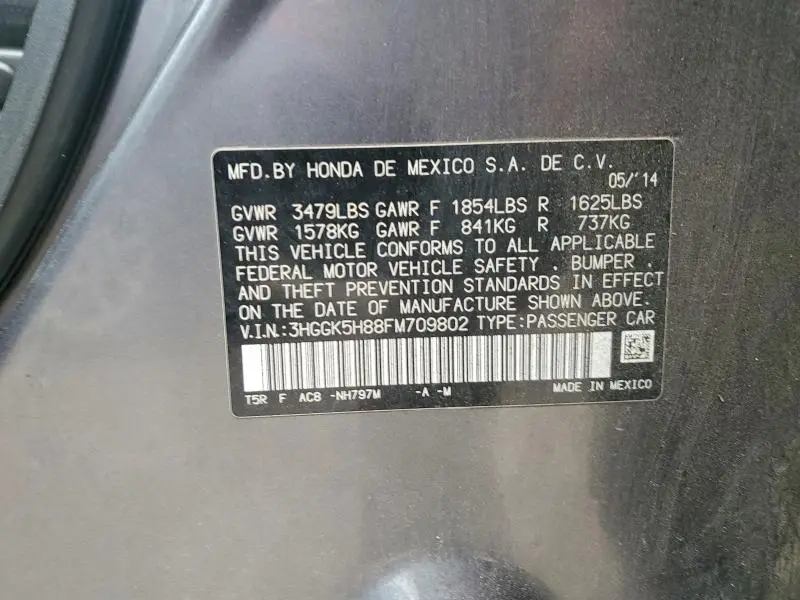 MFD.BY HONDA DE MEXICO S.A. DE C.V.
05/'14
GVWR 3479LBS GAWR F 1854LBS R 1625LBS
GVWR 1578KG GAWR F 841KG R 737KG
THIS VEHICLE CONFORMS TO ALL APPLICABLE
FEDERAL MOTOR VEHICLE SAFETY , BUMPER ,
AND THEFT PREVENTION STANDARDS IN EFFECT
ON THE DATE OF MANUFACTURE SHOWN ABOVE.
V.I.N.:3HGGK5H88FM709802 TYPE:PASSENGER CAR
T5R F AC8 -NH797M -A -M MADE IN MEXICO